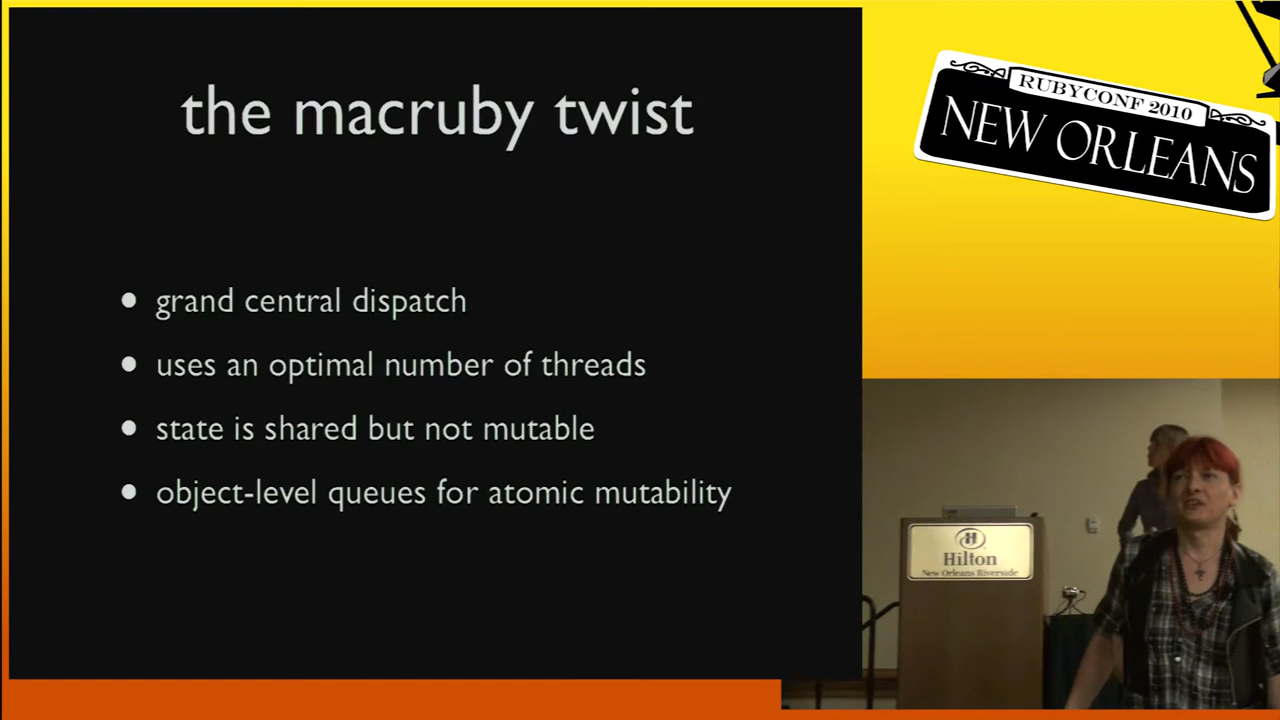 the macruby twist
● grand central dispatch
● uses an optimal number of threads
● state is shared but not mutable
● object-level queues for atomic mutability
RUBYCONF 2010
NEW ORLEANS
H
Hilton
New Orleans Riverside